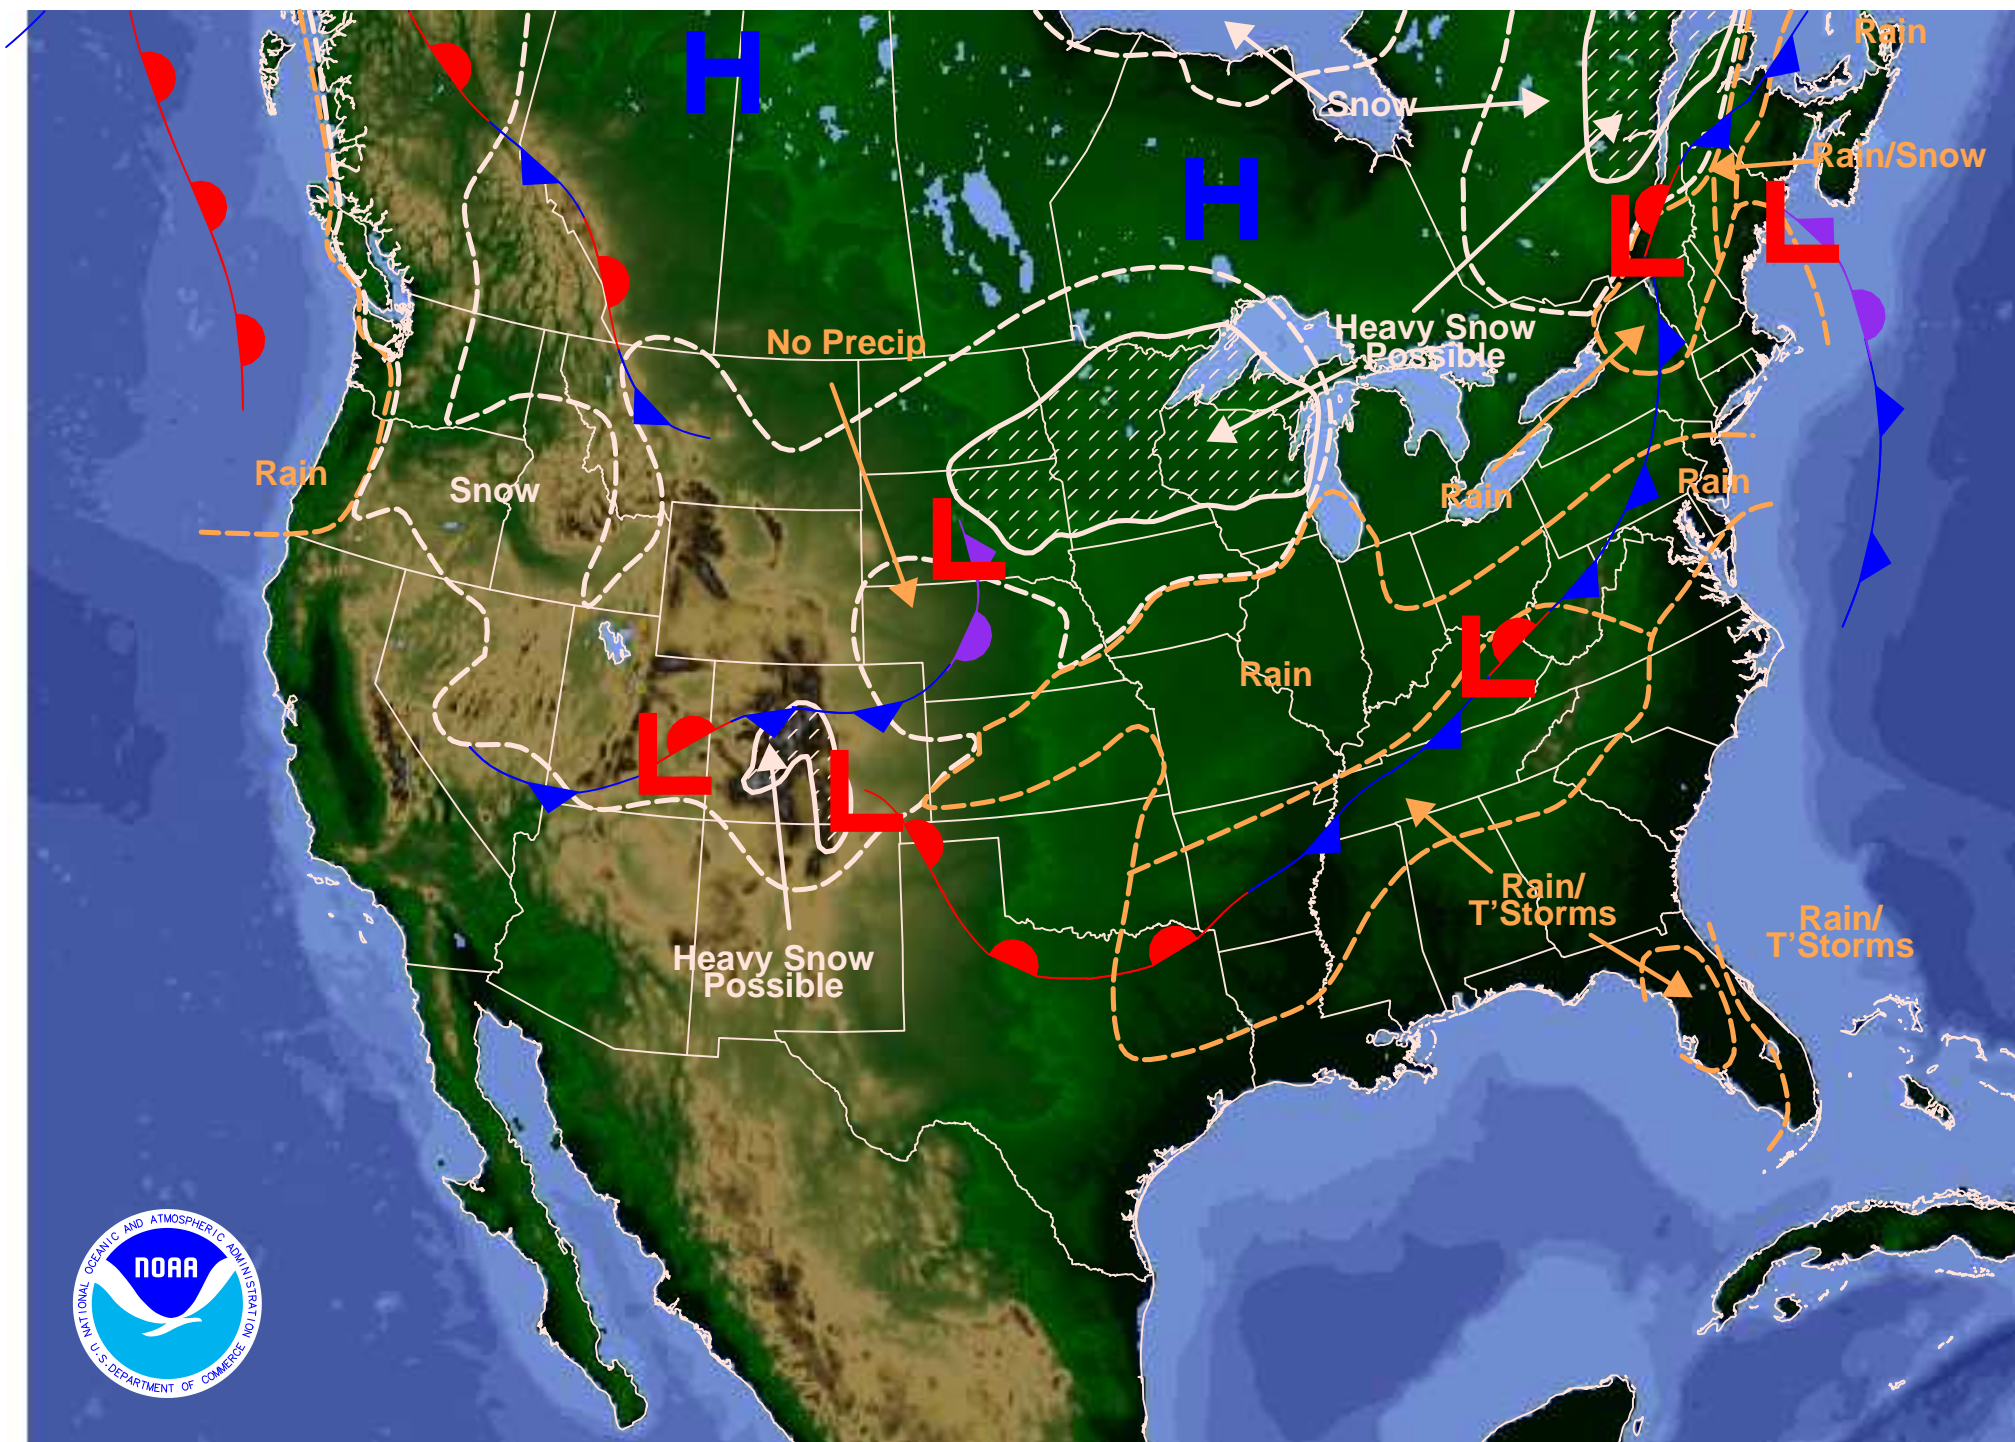 H
Rain
Snow
Rain/Snow
H
L
L
Heavy Snow
Possible
No Precip
Rain
Snow
Rain
Rain
L
L
Rain
L
L
Rain/
T'Storms
Rain/
T'Storms
Heavy Snow
Possible
NATIONAL OCEANIC AND ATMOSPHERIC ADMINISTRATION
NOAA
U.S. DEPARTMENT OF COMMERCE